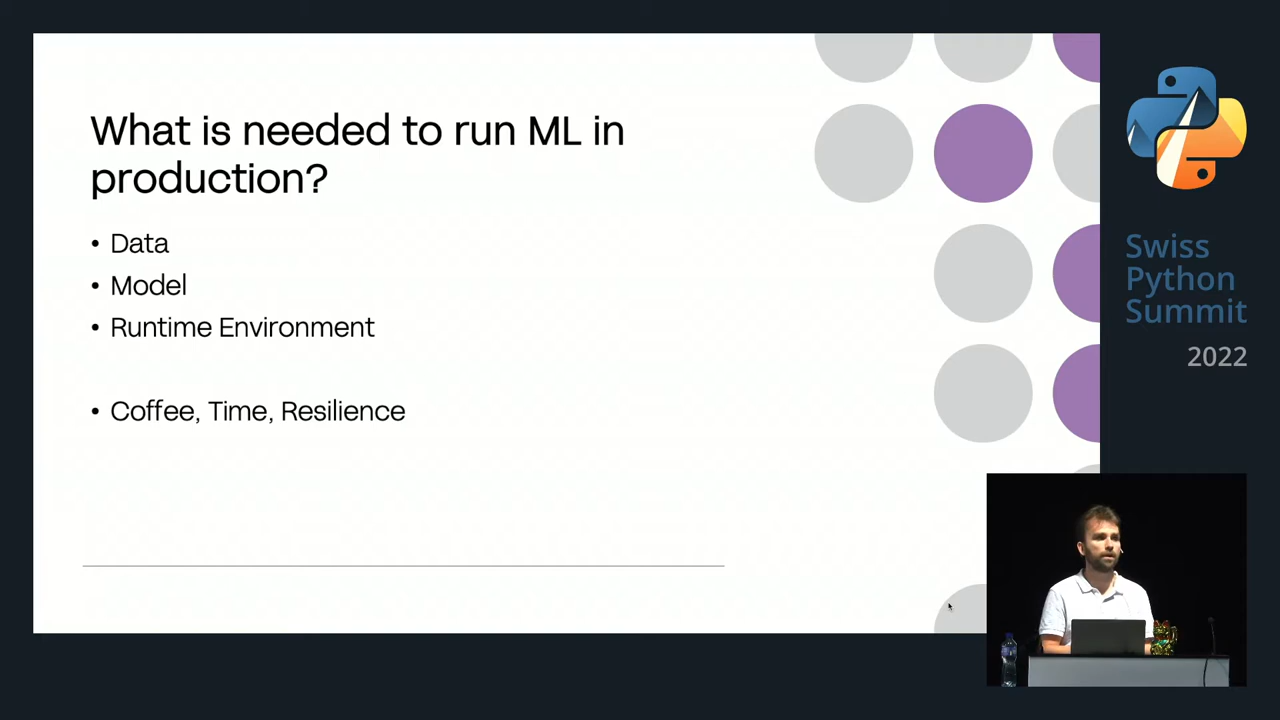 What is needed to run ML in
production?
• Data
• Model
• Runtime Environment
• Coffee, Time, Resilience
Swiss
Python
Summit
2022